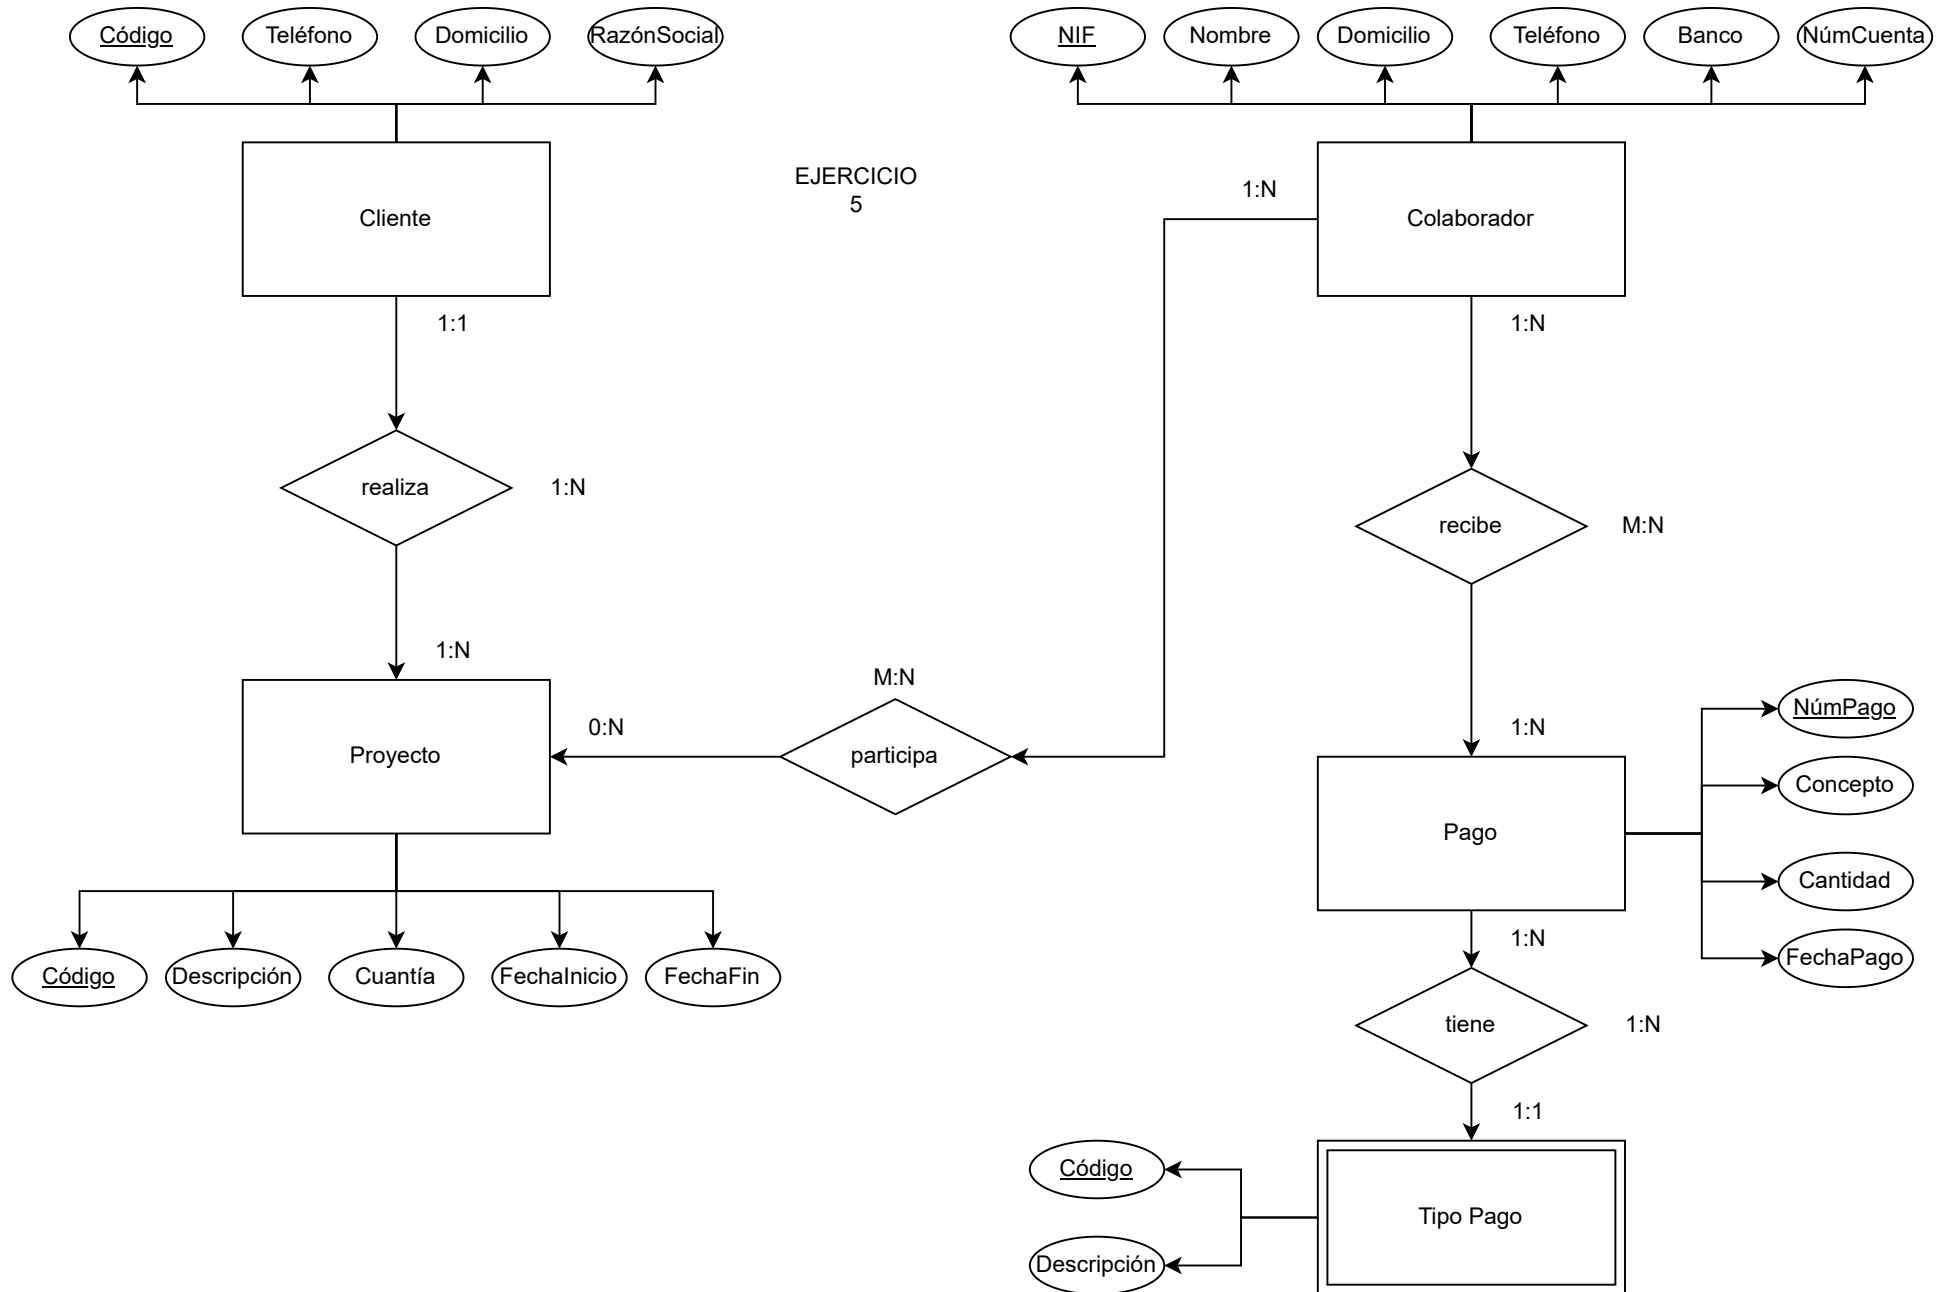 Código
Teléfono
Domicilio
RazónSocial
NIF
Nombre
Domicilio
Teléfono
Banco
NúmCuenta
Cliente
EJERCICIO
5
1:N
Colaborador
1:1
1:N
realiza
1:N
recibe
M:N
1:N
M:N
0:N
1:N
NúmPago
Proyecto
participa
Concepto
Pago
Cantidad
1:N
FechaPago
Código
Descripción
Cuantía
FechaInicio
FechaFin
tiene
1:N
1:1
Código
Tipo Pago
Descripción